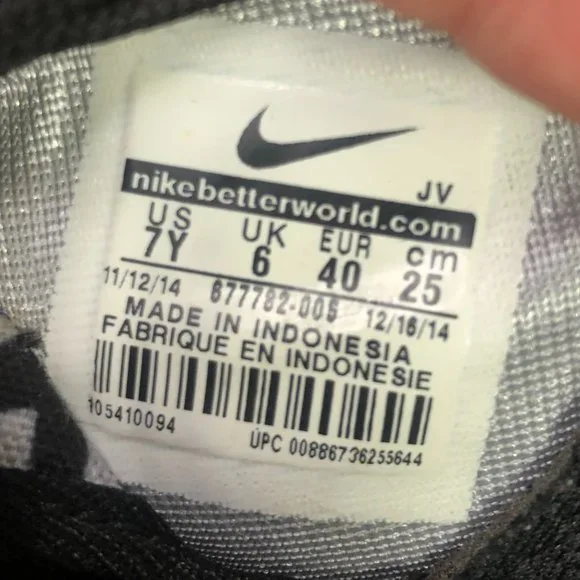 JV
nikebetterworld.com
US UK EUR cm
7Y 6 40 25
11/12/14 677782-005 12/16/14
MADE IN INDONESIA
FABRIQUE EN INDONESIE
105410094
UPC 00886736255644